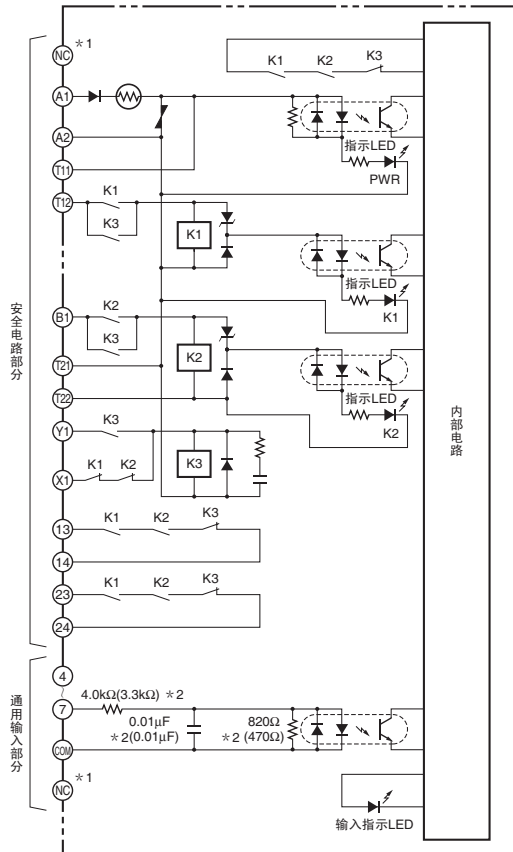 NC *1
K1 K2 K3
A1
A2
指示LED
PWR
T11
T12
K1
K3
K1
指示LED
K1
安全电路部分
B1
K2
K3
K2
T21
T22
指示LED
K2
内部电路
Y1
K3
K3
X1
K1 K2
13
K1 K2 K3
14
23
K1 K2 K3
24
4
通用输入部分
7
4.0kΩ(3.3kΩ) *2
0.01μF
*2(0.01μF)
820Ω
*2 (470Ω)
COM
NC *1
输入指示LED